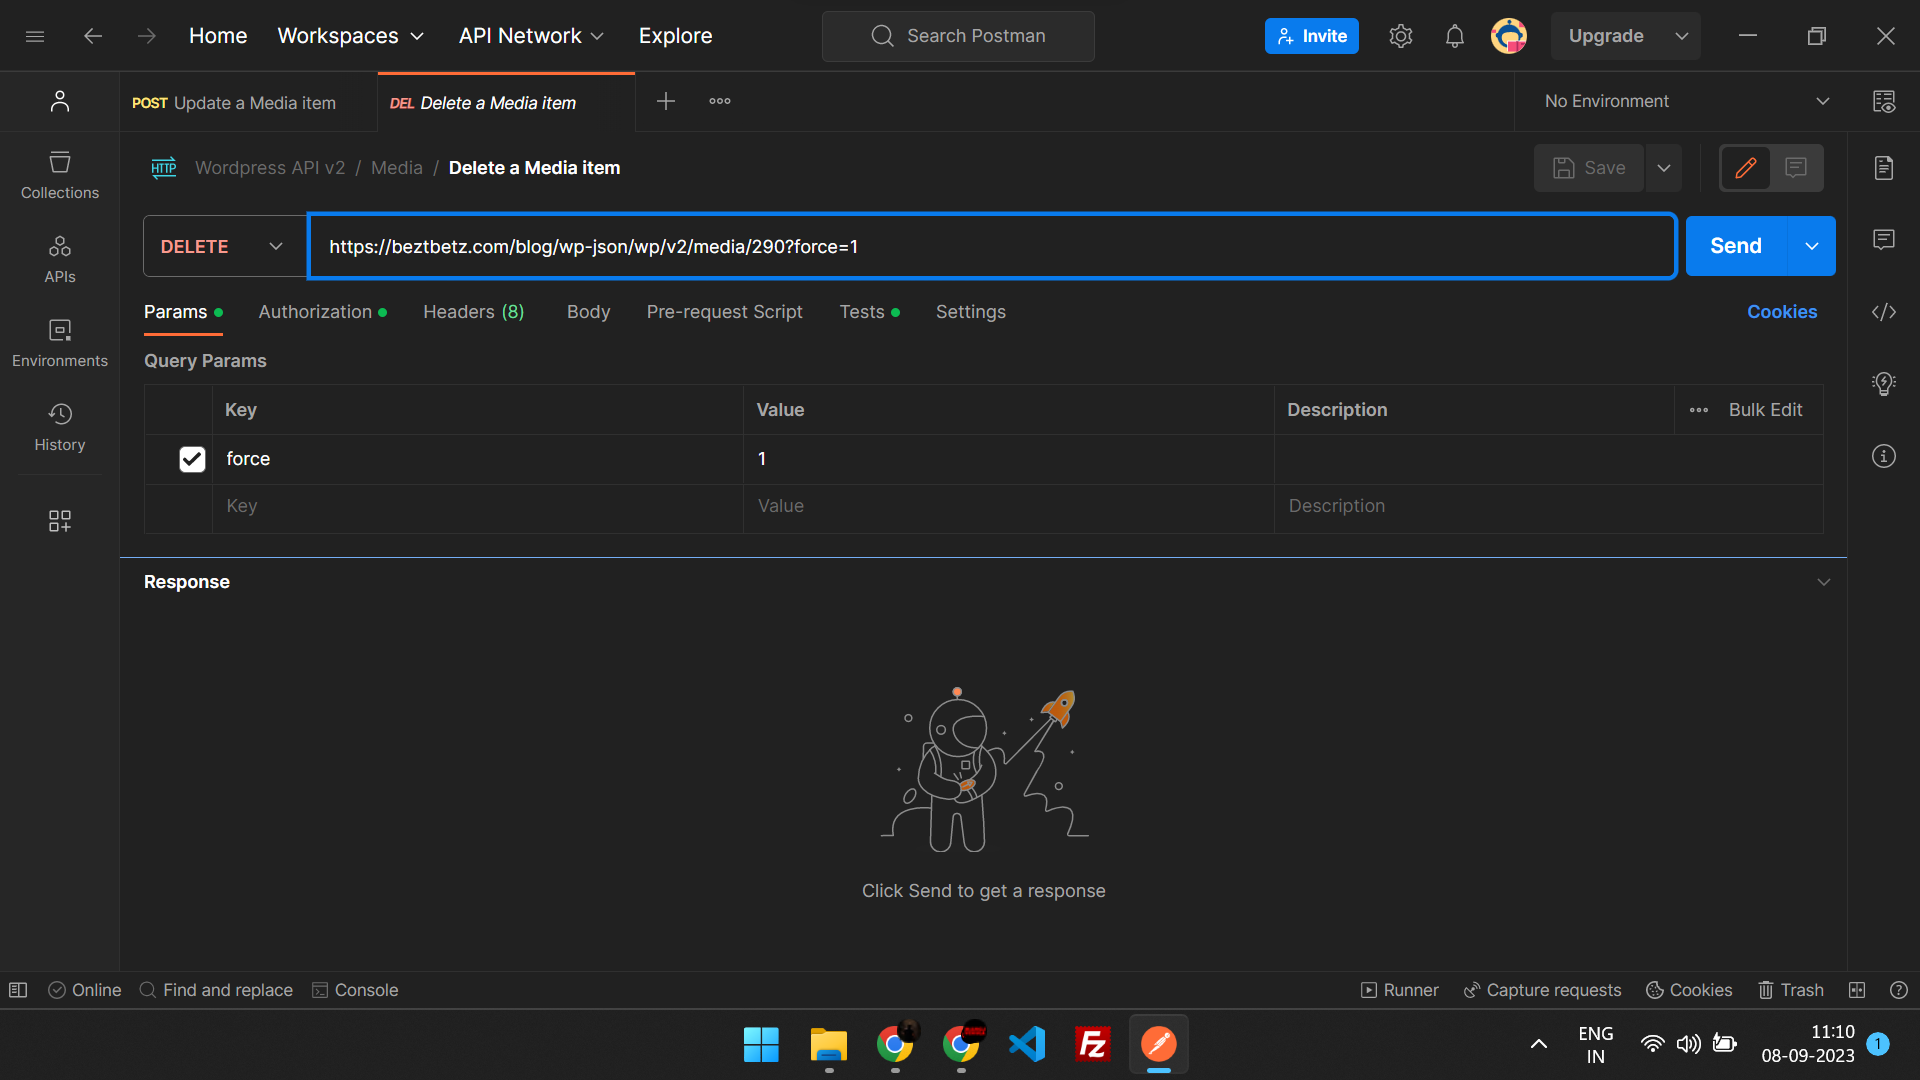 Home Workspaces API Network Explore Search Postman Invite Upgrade
POST Update a Media item DEL Delete a Media item No Environment
HTTP Wordpress API v2 / Media / Delete a Media item Save
Collections
DELETE https://beztbetz.com/blog/wp-json/wp/v2/media/290?force=1 Send
APIs
Params Authorization Headers (8) Body Pre-request Script Tests Settings Cookies
Environments
Query Params
Key Value Description Bulk Edit
History
force 1
Key Value Description
Response
Click Send to get a response
Online Find and replace Console Runner Capture requests Cookies Trash
Fz
ENG
IN
11:10
08-09-2023
1